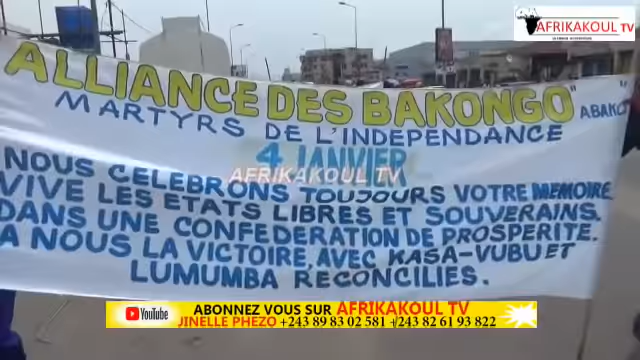 AFRIKAKOUL TV
"ALLIANCE DES BAKONGO" ABAKO
MARTYRS DE L'INDEPENDANCE
4 JANVIER
AFRIKAKOUL TV
NOUS CELEBRONS TOUJOURS VOTRE MEMOIRE
VIVE LES ETATS LIBRES ET SOUVERAINS.
DANS UNE CONFEDERATION DE PROSPERITE.
A NOUS LA VICTOIRE, AVEC KASA-VUBU ET
LUMUMBA RECONCILIES.
YouTube
ABONNEZ VOUS SUR AFRIKAKOUL TV
JINELLE PHEZO +243 89 83 02 581 +243 82 61 93 822